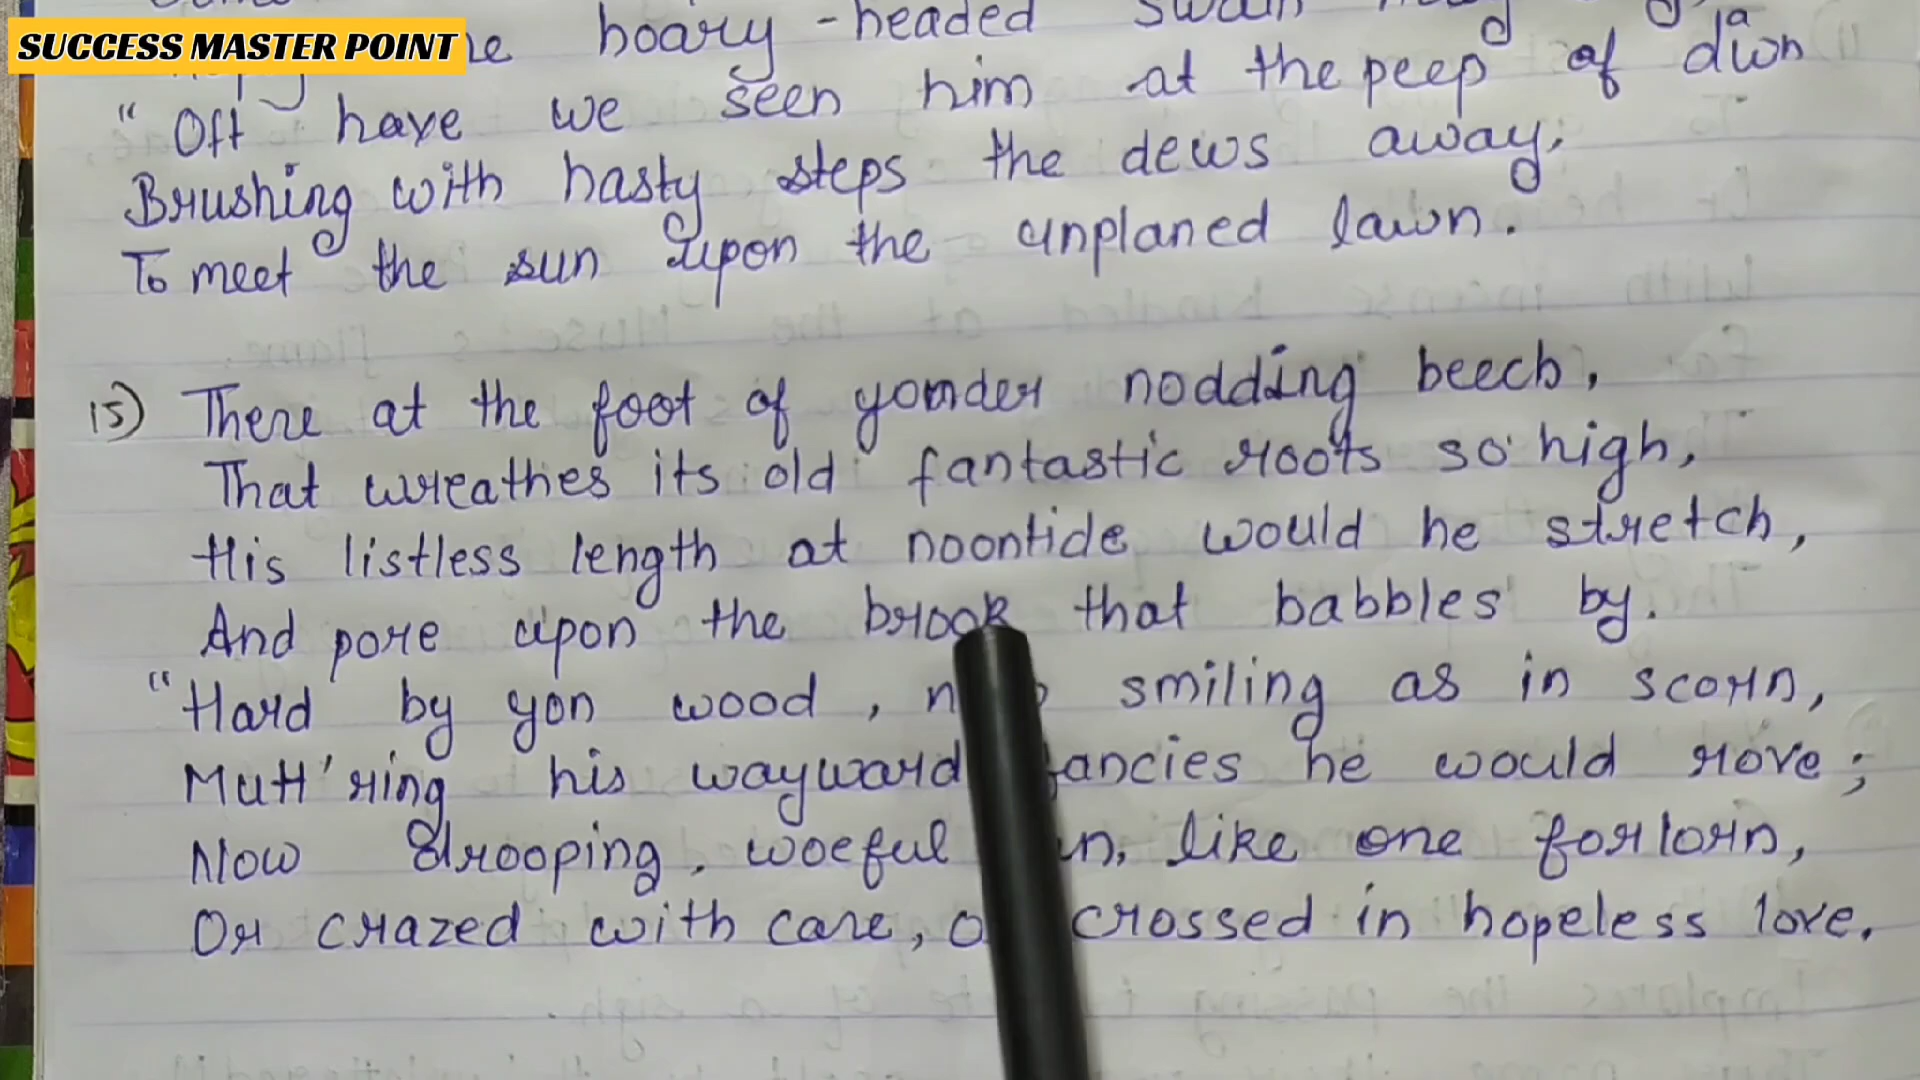 SUCCESS MASTER POINT
hoary-headed swain
"Oft have we seen him at the peep of dawn
Brushing with hasty steps the dews away,
To meet the sun upon the unplaned lawn.
15) There at the foot of yonder nodding beech,
That wreathes its old fantastic roots so high,
His listless length at noontide would he stretch,
And pore upon the brook that babbles by.
"Hard by yon wood, smiling as in scorn,
Mutt'ring his wayward fancies he would rove;
Now drooping, woeful like one forlorn,
Or crazed with care, crossed in hopeless love.